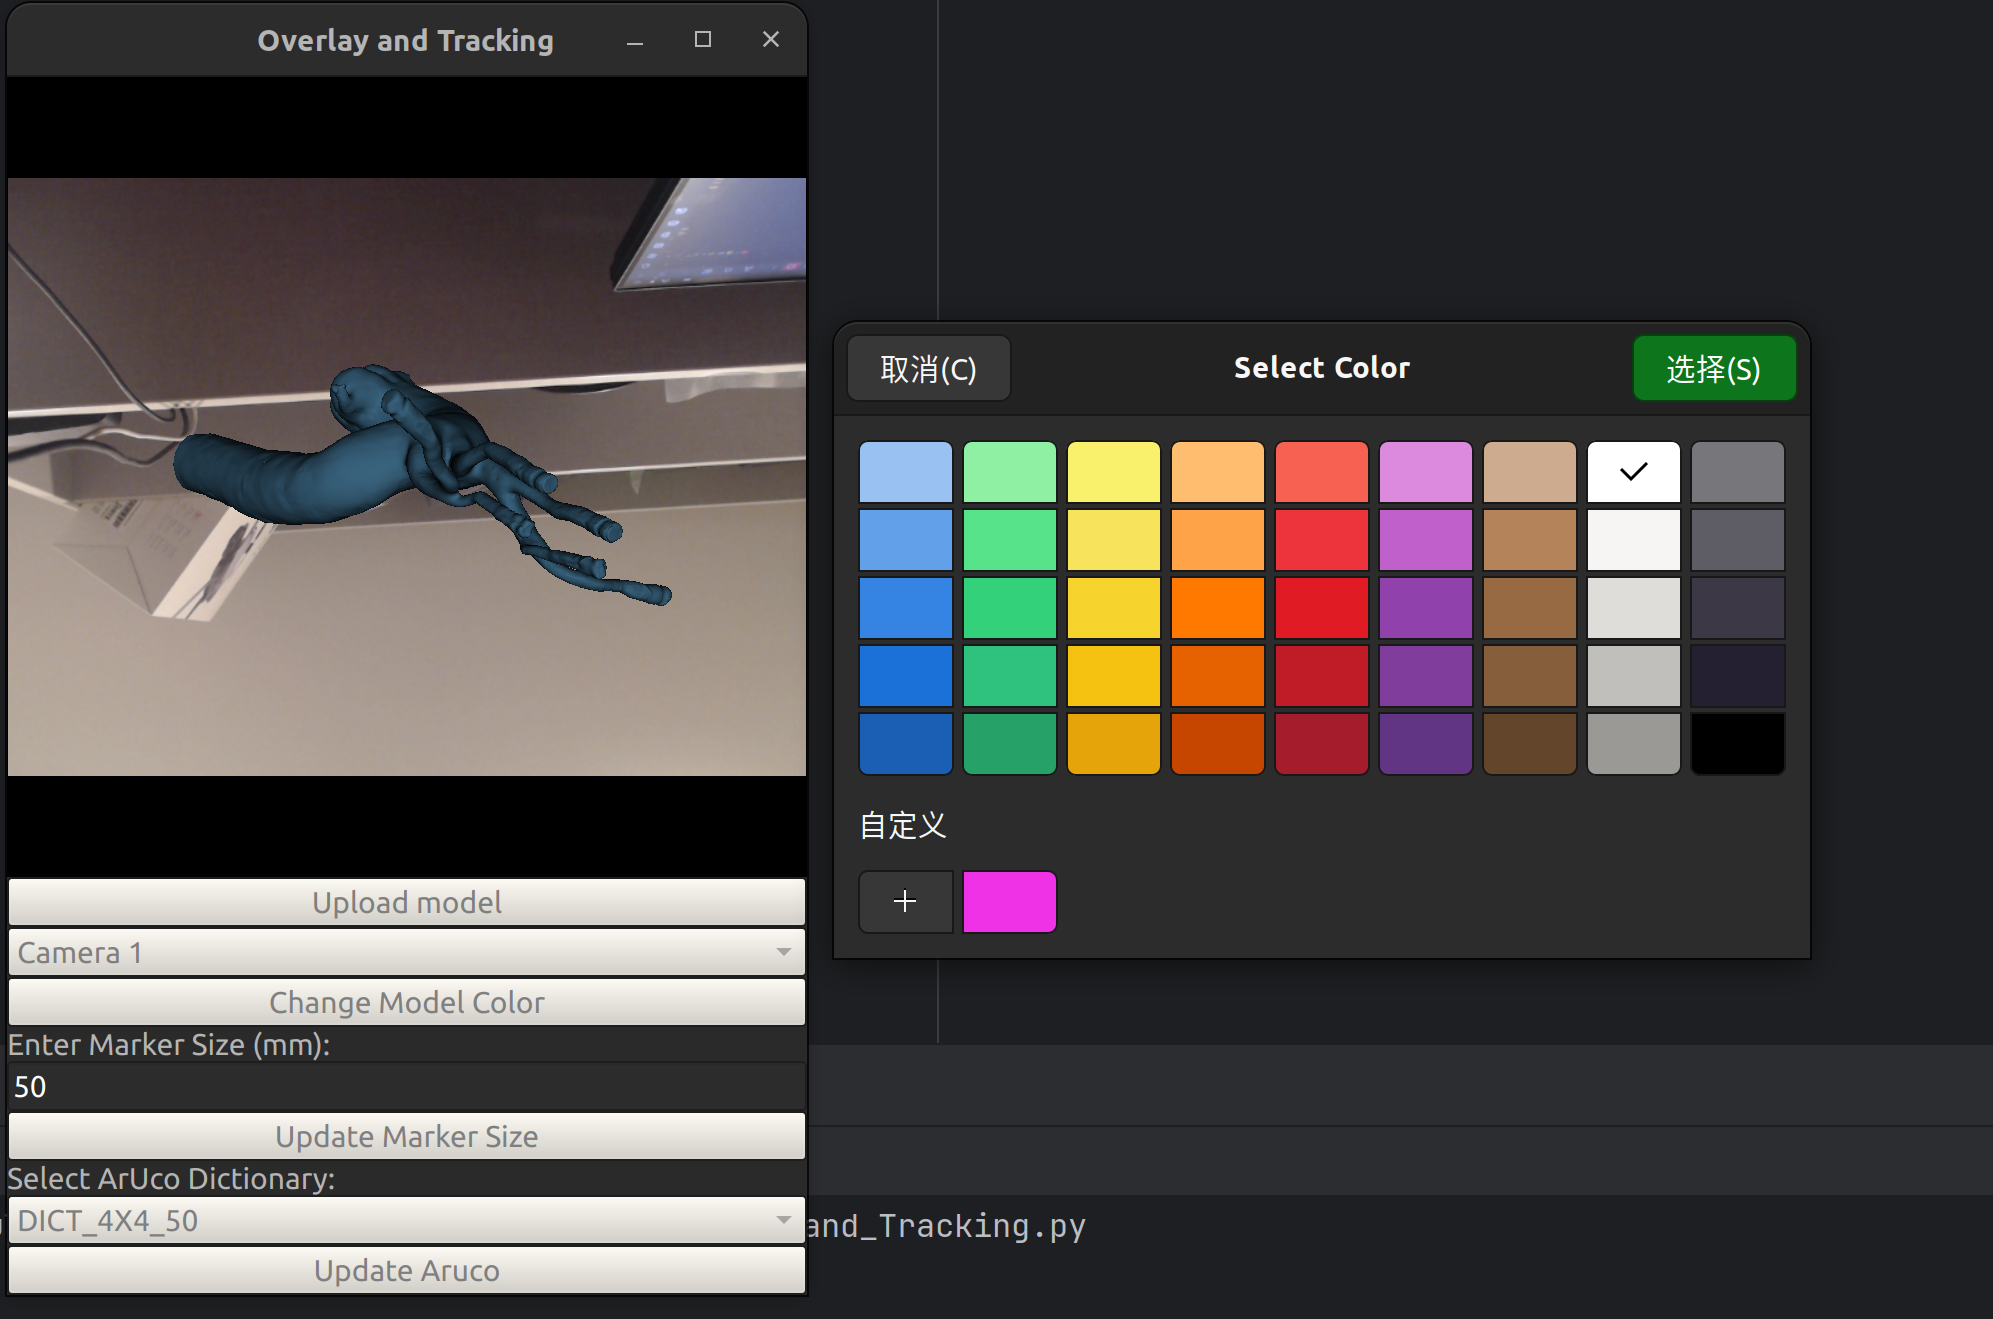 Overlay and Tracking
Upload model
Camera 1
Change Model Color
Enter Marker Size (mm):
50
Update Marker Size
Select ArUco Dictionary:
DICT_4X4_50
Update Aruco
取消(C)
Select Color
选择(S)
自定义
and_Tracking.py